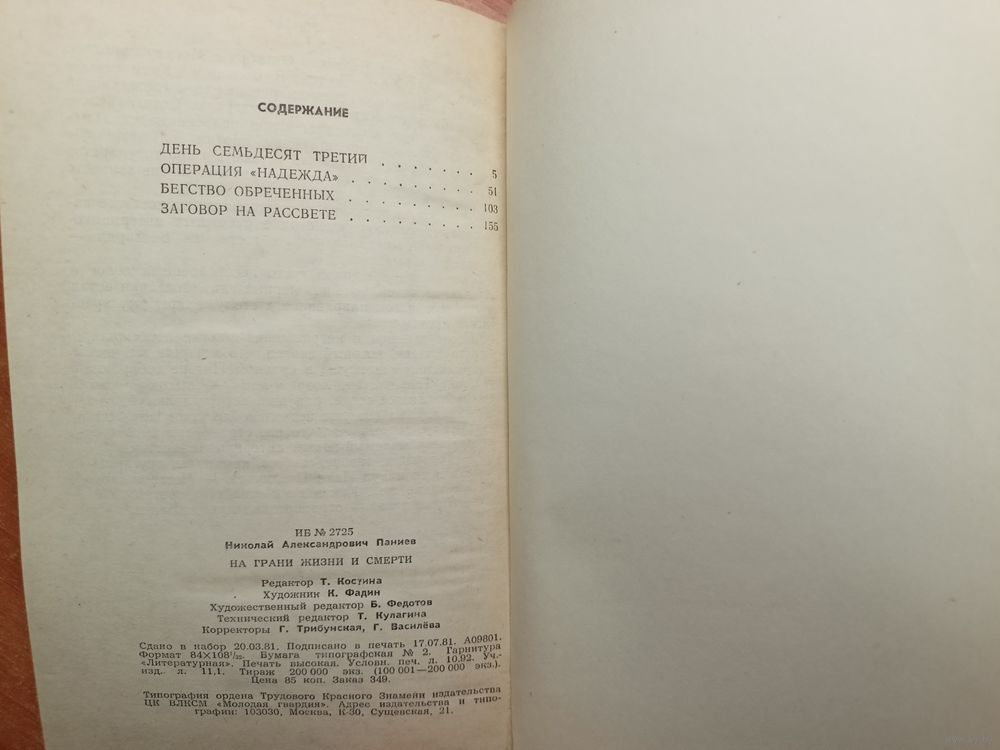 СОДЕРЖАНИЕ
ДЕНЬ СЕМЬДЕСЯТ ТРЕТИЙ . . . . . . 5
ОПЕРАЦИЯ «НАДЕЖДА» . . . . . . . 51
БЕГСТВО ОБРЕЧЕННЫХ . . . . . . . . 103
ЗАГОВОР НА РАССВЕТЕ . . . . . . . . 155
ИБ № 2725
Николай Александрович Паниев
НА ГРАНИ ЖИЗНИ И СМЕРТИ
Редактор Т. Костина
Художник К. Фадин
Художественный редактор Б. Федотов
Технический редактор Т. Кулагина
Корректоры Г. Трибунская, Г. Василёва
Сдано в набор 20.03.81. Подписано в печать 17.07.81. А09801.
Формат 84×108¹/₃₂. Бумага типографская № 2. Гарнитура
«Литературная». Печать высокая. Условн. печ. л. 10,92. Уч.-
изд. л. 11,1. Тираж 200 000 экз. (100 001—200 000 экз.).
Цена 85 коп. Заказ 349.
Типография ордена Трудового Красного Знамени издательства
ЦК ВЛКСМ «Молодая гвардия». Адрес издательства и типо-
графии: 103030, Москва, К-30, Сущевская, 21.